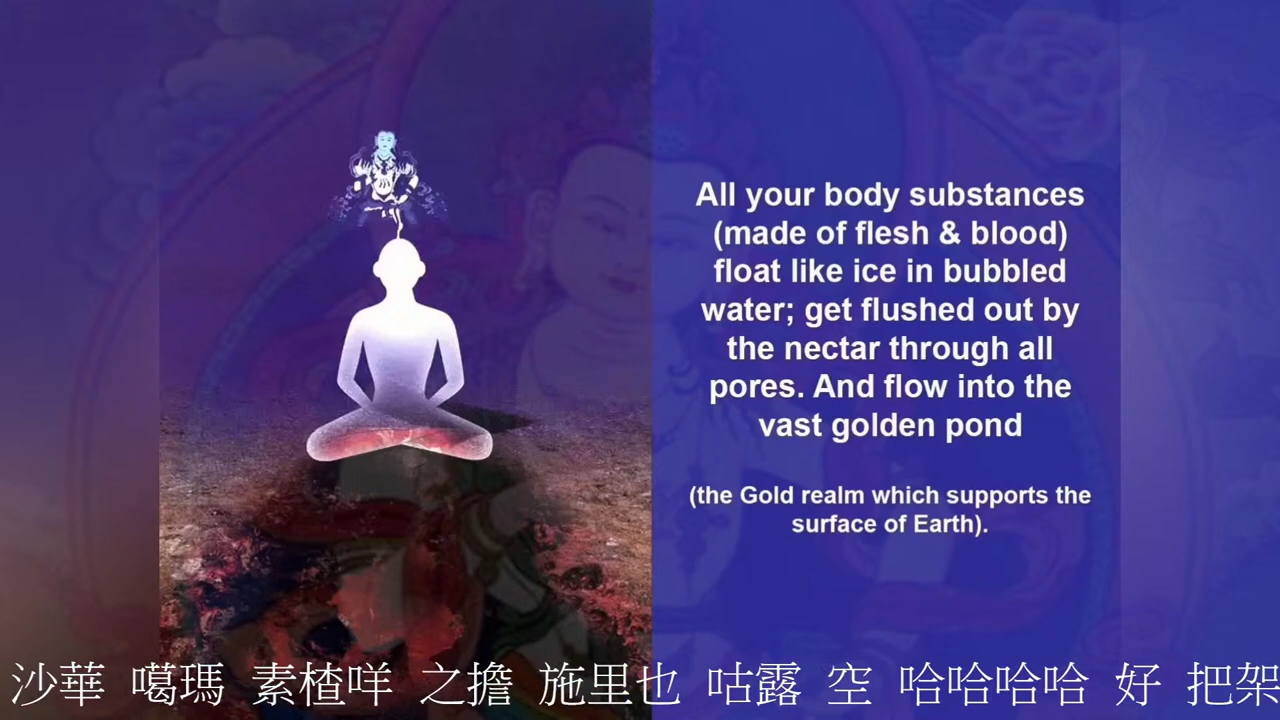 All your body substances
(made of flesh & blood)
float like ice in bubbled
water; get flushed out by
the nectar through all
pores. And flow into the
vast golden pond
(the Gold realm which supports the
surface of Earth).
沙華 噶瑪 素楂咩 之擔 施里也 咕露 空 哈哈哈哈 好 把架